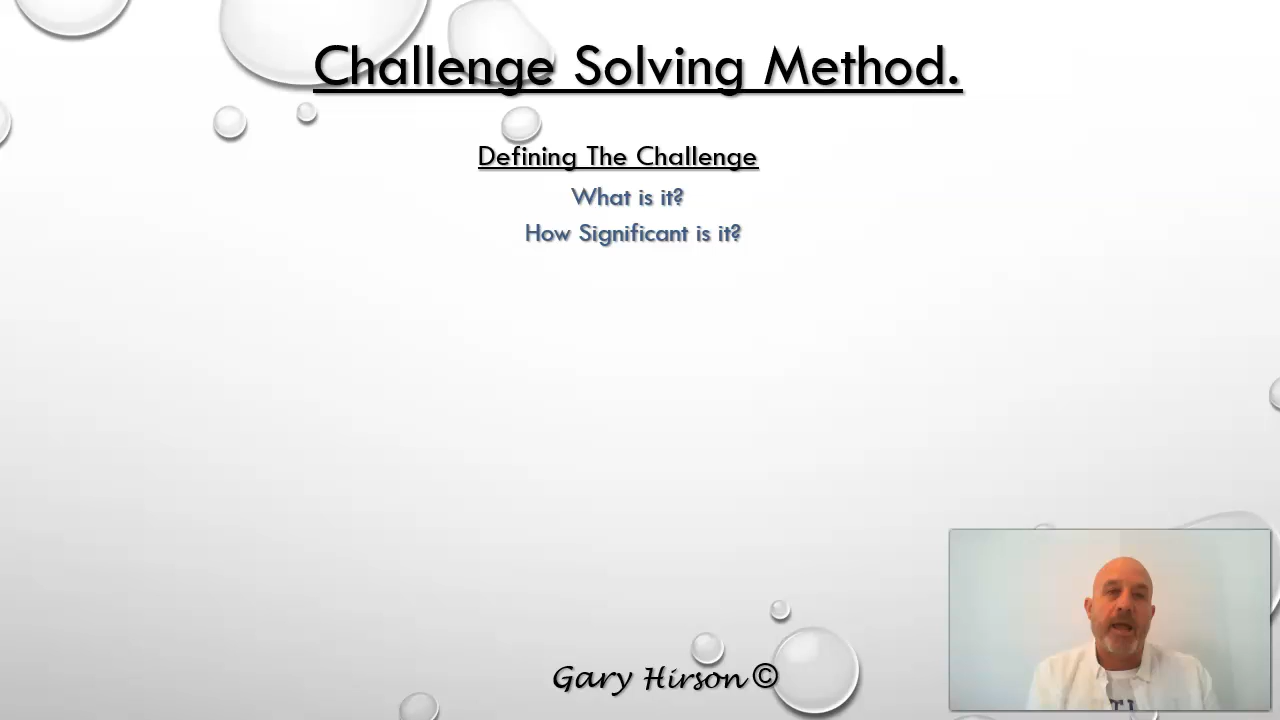 Challenge Solving Method.
Defining The Challenge
What is it?
How Significant is it?
Gary Hirson ©